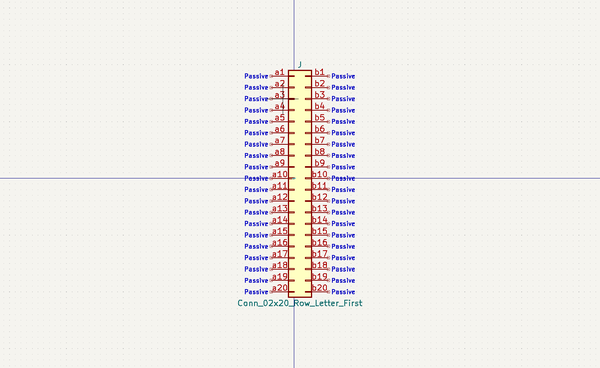 J
Passive a1 b1 Passive
Passive a2 b2 Passive
Passive a3 b3 Passive
Passive a4 b4 Passive
Passive a5 b5 Passive
Passive a6 b6 Passive
Passive a7 b7 Passive
Passive a8 b8 Passive
Passive a9 b9 Passive
Passive a10 b10 Passive
Passive a11 b11 Passive
Passive a12 b12 Passive
Passive a13 b13 Passive
Passive a14 b14 Passive
Passive a15 b15 Passive
Passive a16 b16 Passive
Passive a17 b17 Passive
Passive a18 b18 Passive
Passive a19 b19 Passive
Passive a20 b20 Passive
Conn_02x20_Row_Letter_First